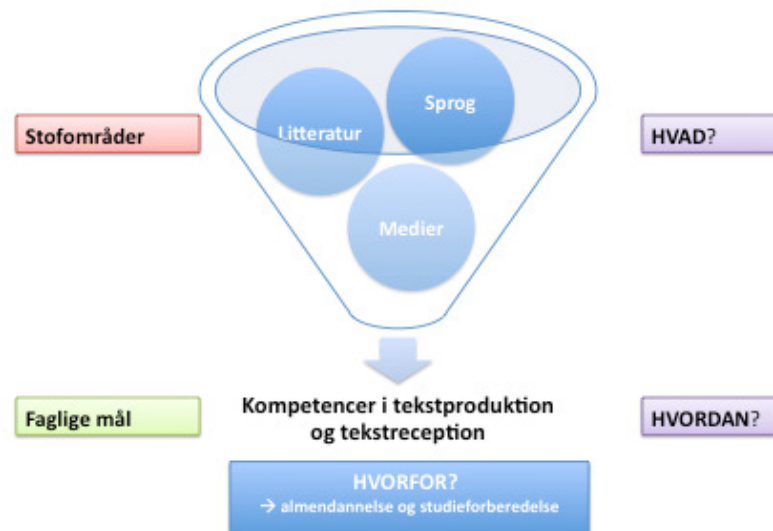 Sprog
Litteratur
Stofområder
HVAD?
Medier
Kompetencer i tekstproduktion
og tekstreception
Faglige mål
HVORDAN?
HVORFOR?
→ almendannelse og studieforberedelse